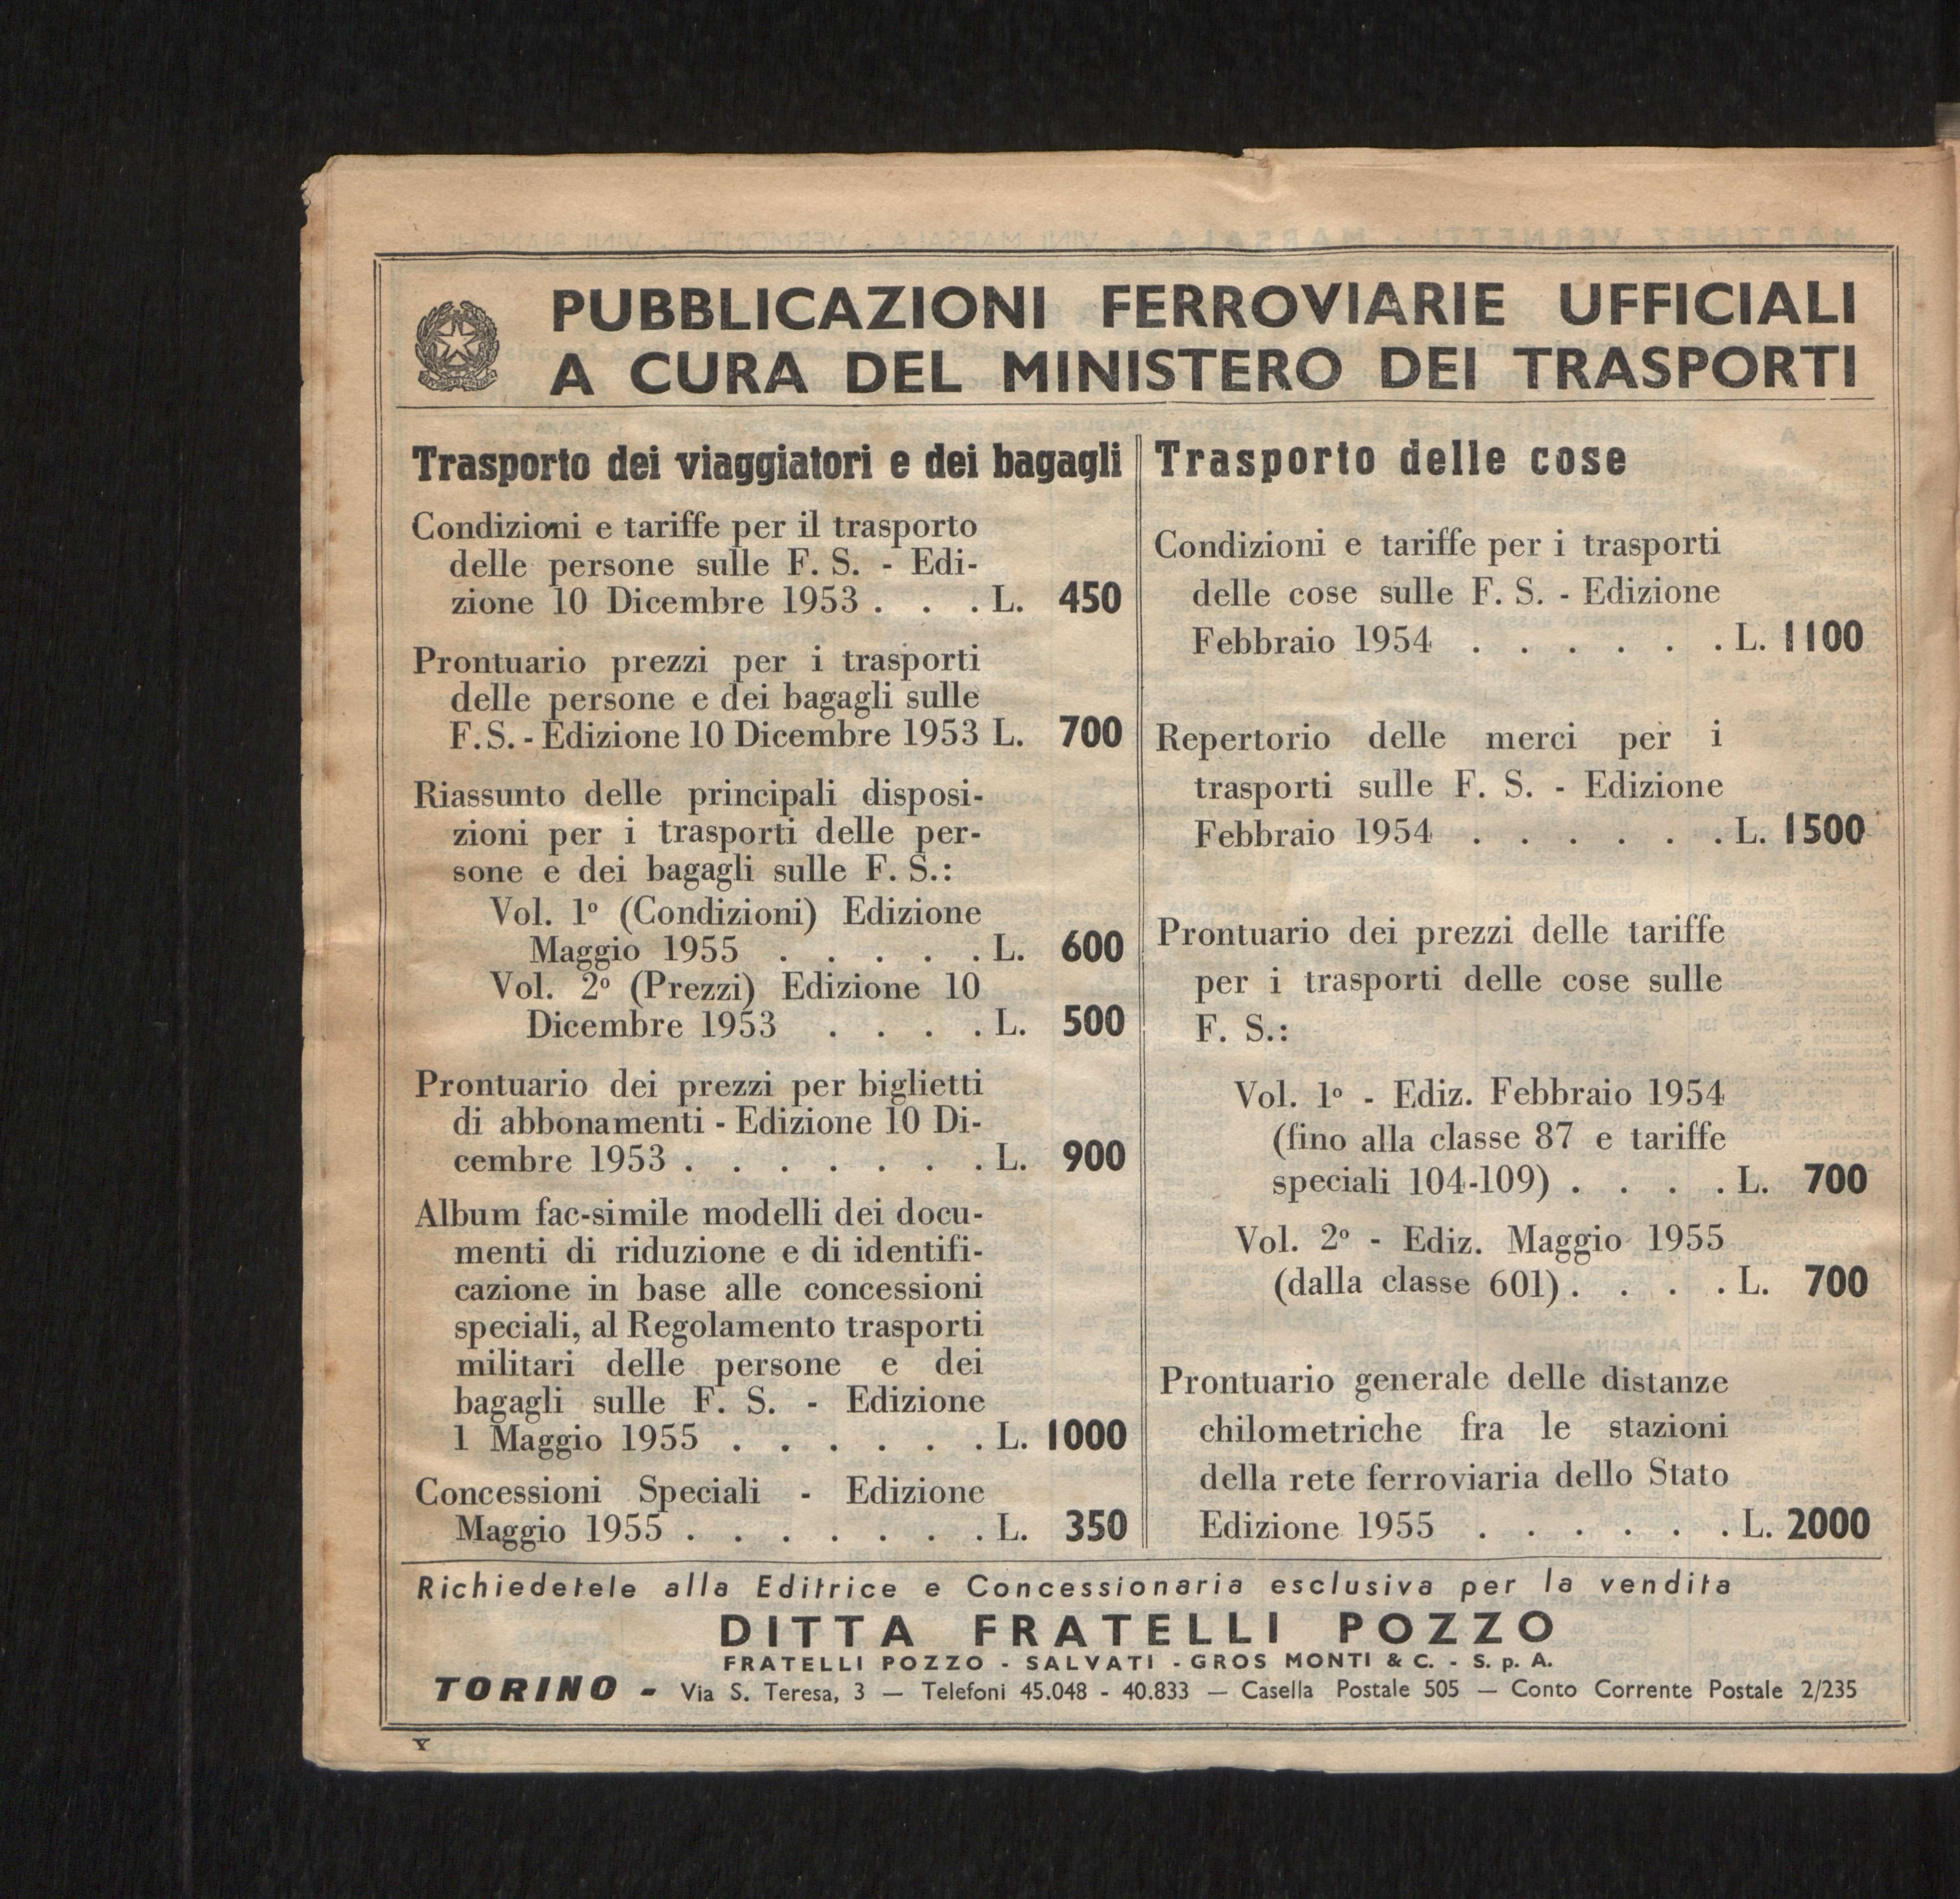 PUBBLICAZIONI FERROVIARIE UFFICIALI
A CURA DEL MINISTERO DEI TRASPORTI
Trasporto dei viaggiatori e dei bagagli
Condizioni e tariffe per il trasporto
delle persone sulle F. S. - Edi-
zione 10 Dicembre 1953 . . . L. 450
Prontuario prezzi per i trasporti
delle persone e dei bagagli sulle
F.S. - Edizione 10 Dicembre 1953 L. 700
Riassunto delle principali disposi-
zioni per i trasporti delle per-
sone e dei bagagli sulle F. S.:
Vol. 1º (Condizioni) Edizione
Maggio 1955 . . . . . L. 600
Vol. 2º (Prezzi) Edizione 10
Dicembre 1953 . . . . L. 500
Prontuario dei prezzi per biglietti
di abbonamenti - Edizione 10 Di-
cembre 1953 . . . . . . . L. 900
Album fac-simile modelli dei docu-
menti di riduzione e di identifi-
cazione in base alle concessioni
speciali, al Regolamento trasporti
militari delle persone e dei
bagagli sulle F. S. - Edizione
1 Maggio 1955 . . . . . . L. 1000
Concessioni Speciali - Edizione
Maggio 1955 . . . . . . . L. 350
Trasporto delle cose
Condizioni e tariffe per i trasporti
delle cose sulle F. S. - Edizione
Febbraio 1954 . . . . . . L. 1100
Repertorio delle merci per i
trasporti sulle F. S. - Edizione
Febbraio 1954 . . . . . . L. 1500
Prontuario dei prezzi delle tariffe
per i trasporti delle cose sulle
F. S.:
Vol. 1º - Ediz. Febbraio 1954
(fino alla classe 87 e tariffe
speciali 104-109) . . . . L. 700
Vol. 2º - Ediz. Maggio 1955
(dalla classe 601) . . . . L. 700
Prontuario generale delle distanze
chilometriche fra le stazioni
della rete ferroviaria dello Stato
Edizione 1955 . . . . . . L. 2000
Richiedetele alla Editrice e Concessionaria esclusiva per la vendita
DITTA FRATELLI POZZO
FRATELLI POZZO - SALVATI - GROS MONTI & C. - S. p. A.
TORINO - Via S. Teresa, 3 — Telefoni 45.048 - 40.833 — Casella Postale 505 — Conto Corrente Postale 2/235
X